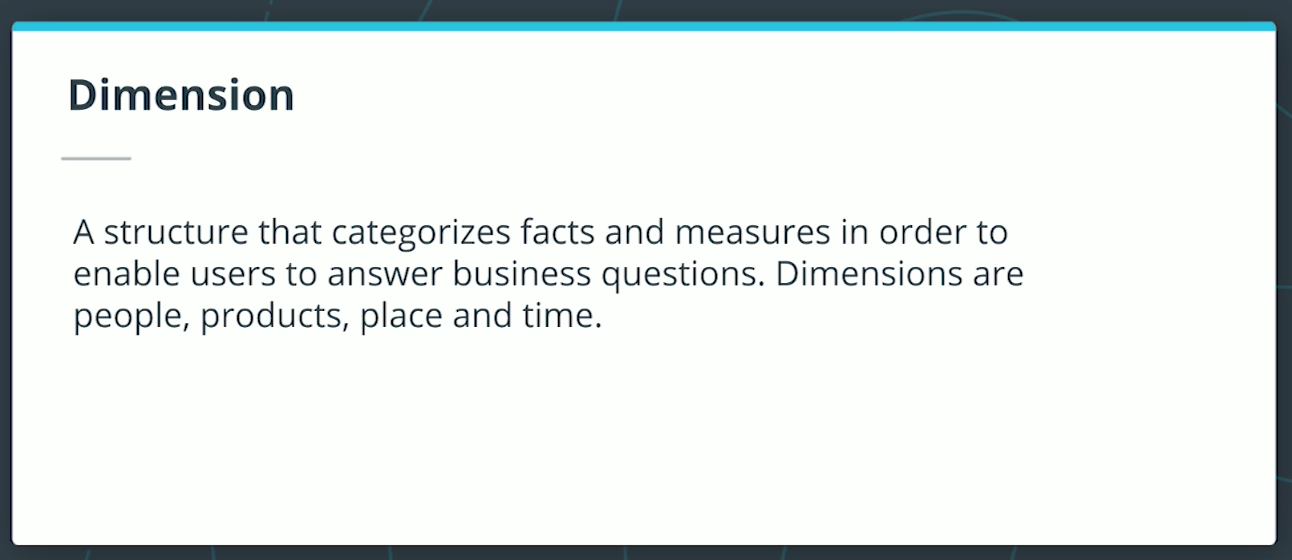 Dimension
A structure that categorizes facts and measures in order to
enable users to answer business questions. Dimensions are
people, products, place and time.